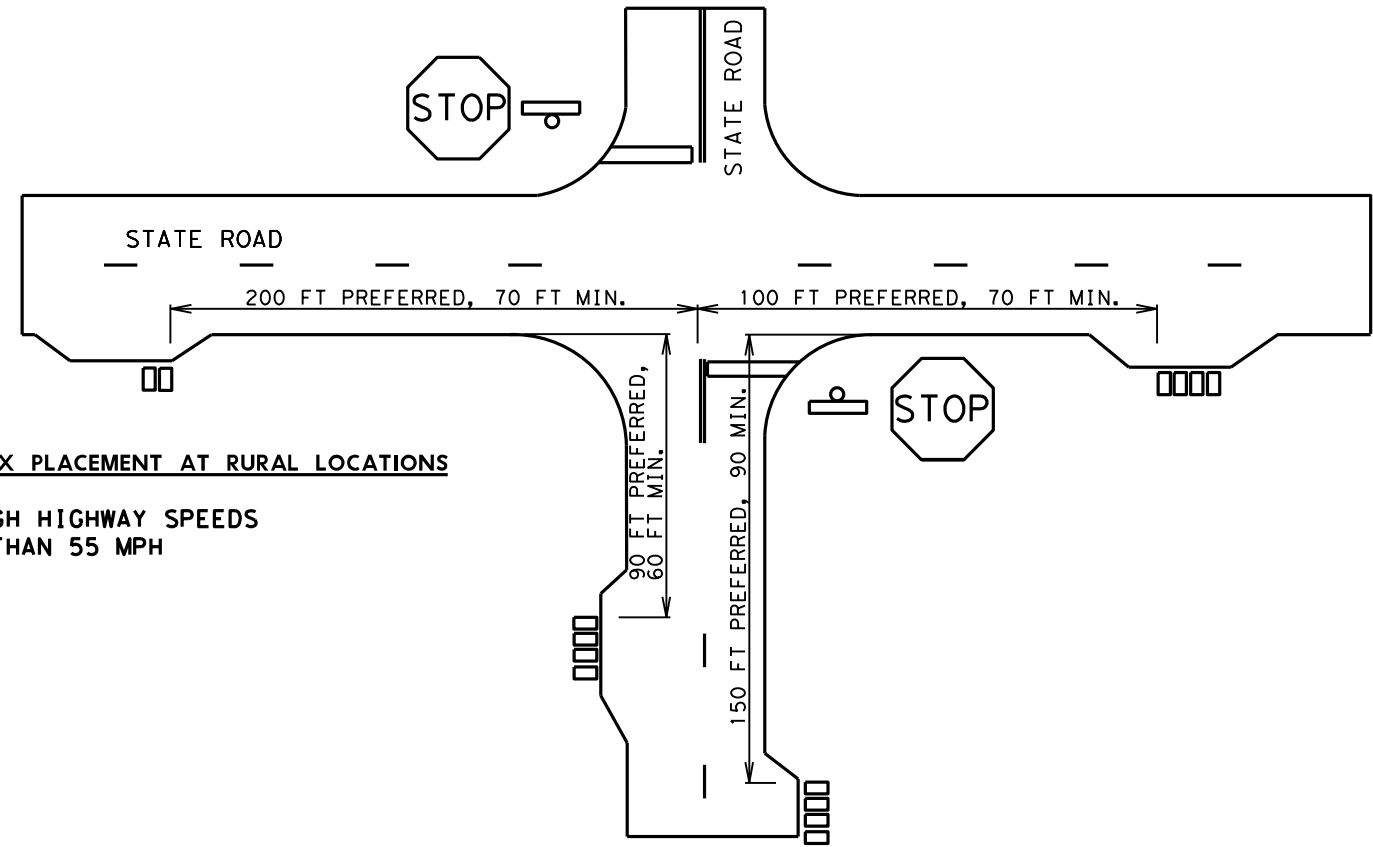 STATE ROAD
STOP
STATE ROAD
200 FT PREFERRED, 70 FT MIN.
100 FT PREFERRED, 70 FT MIN.
90 FT PREFERRED,
60 FT MIN.
150 FT PREFERRED, 90 MIN.
STOP
X PLACEMENT AT RURAL LOCATIONS
GH HIGHWAY SPEEDS
THAN 55 MPH